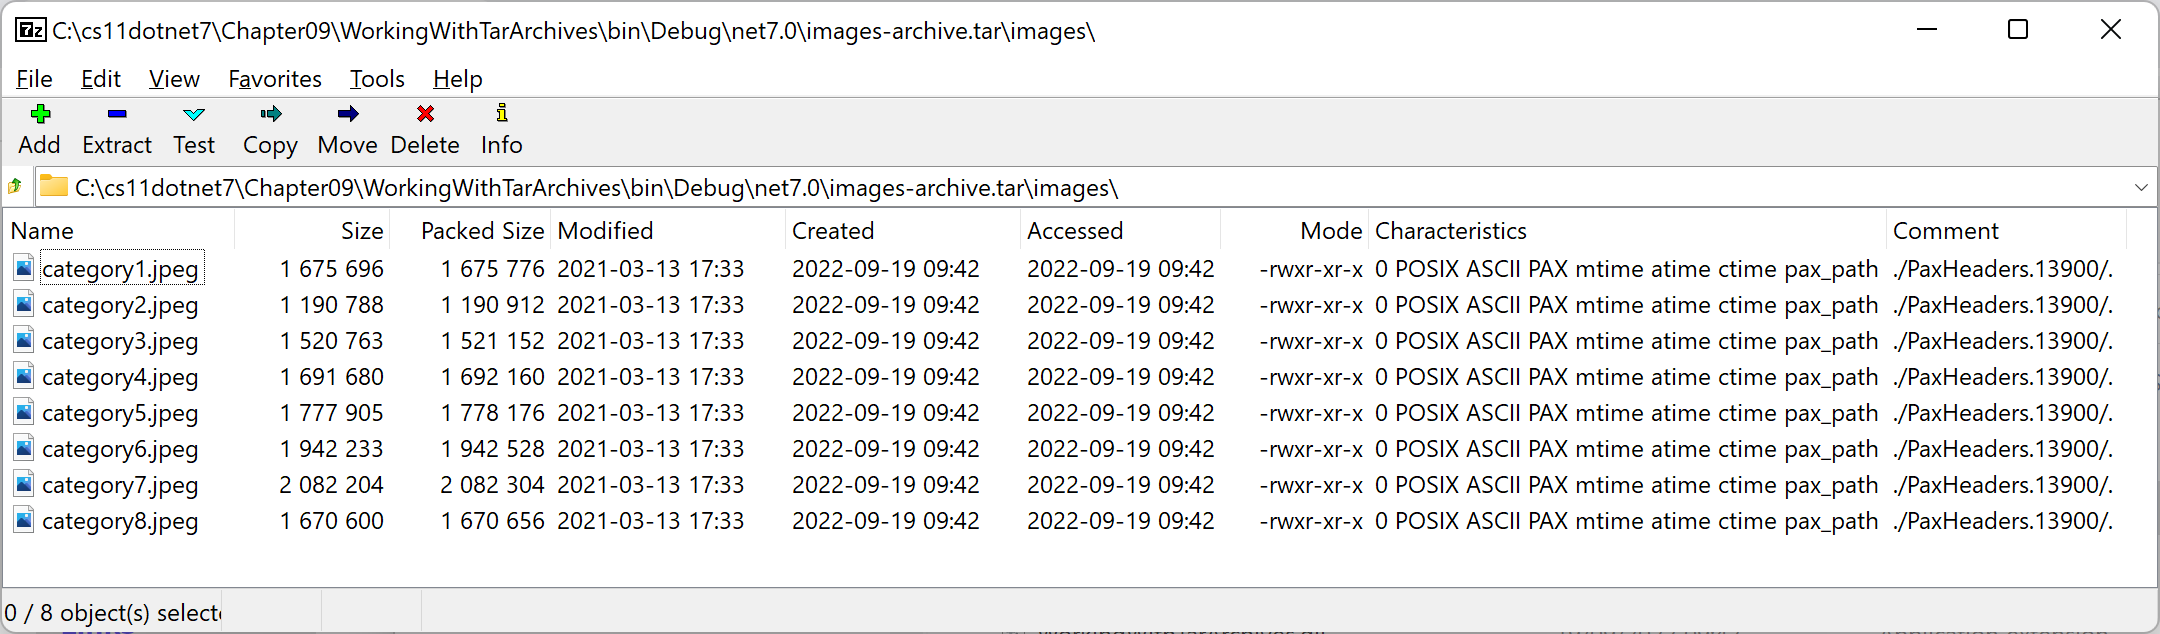 7z C:\cs11dotnet7\Chapter09\WorkingWithTarArchives\bin\Debug\net7.0\images-archive.tar\images\
File Edit View Favorites Tools Help
Add Extract Test Copy Move Delete Info
C:\cs11dotnet7\Chapter09\WorkingWithTarArchives\bin\Debug\net7.0\images-archive.tar\images\
Name Size Packed Size Modified Created Accessed Mode Characteristics Comment
category1.jpeg 1 675 696 1 675 776 2021-03-13 17:33 2022-09-19 09:42 2022-09-19 09:42 -rwxr-xr-x 0 POSIX ASCII PAX mtime atime ctime pax_path ./PaxHeaders.13900/.
category2.jpeg 1 190 788 1 190 912 2021-03-13 17:33 2022-09-19 09:42 2022-09-19 09:42 -rwxr-xr-x 0 POSIX ASCII PAX mtime atime ctime pax_path ./PaxHeaders.13900/.
category3.jpeg 1 520 763 1 521 152 2021-03-13 17:33 2022-09-19 09:42 2022-09-19 09:42 -rwxr-xr-x 0 POSIX ASCII PAX mtime atime ctime pax_path ./PaxHeaders.13900/.
category4.jpeg 1 691 680 1 692 160 2021-03-13 17:33 2022-09-19 09:42 2022-09-19 09:42 -rwxr-xr-x 0 POSIX ASCII PAX mtime atime ctime pax_path ./PaxHeaders.13900/.
category5.jpeg 1 777 905 1 778 176 2021-03-13 17:33 2022-09-19 09:42 2022-09-19 09:42 -rwxr-xr-x 0 POSIX ASCII PAX mtime atime ctime pax_path ./PaxHeaders.13900/.
category6.jpeg 1 942 233 1 942 528 2021-03-13 17:33 2022-09-19 09:42 2022-09-19 09:42 -rwxr-xr-x 0 POSIX ASCII PAX mtime atime ctime pax_path ./PaxHeaders.13900/.
category7.jpeg 2 082 204 2 082 304 2021-03-13 17:33 2022-09-19 09:42 2022-09-19 09:42 -rwxr-xr-x 0 POSIX ASCII PAX mtime atime ctime pax_path ./PaxHeaders.13900/.
category8.jpeg 1 670 600 1 670 656 2021-03-13 17:33 2022-09-19 09:42 2022-09-19 09:42 -rwxr-xr-x 0 POSIX ASCII PAX mtime atime ctime pax_path ./PaxHeaders.13900/.
0 / 8 object(s) select